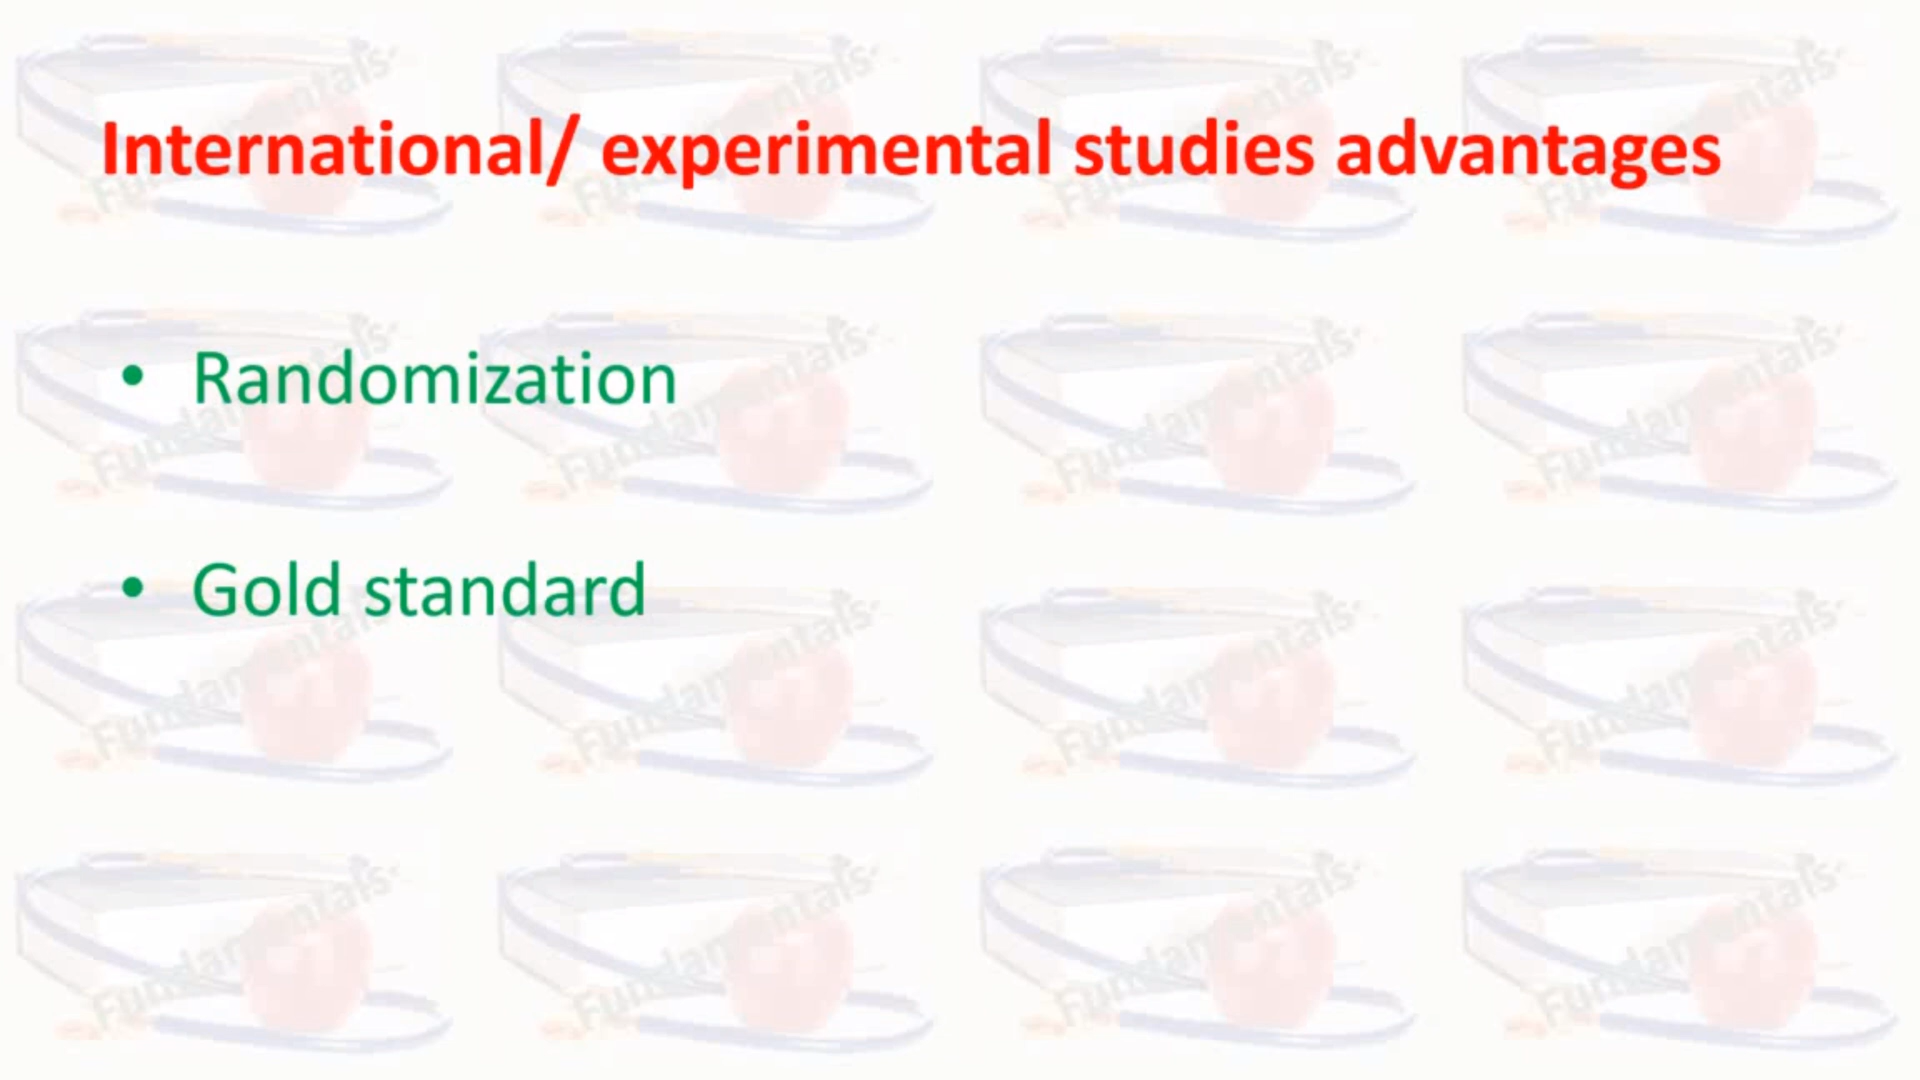 International/ experimental studies advantages
• Randomization
• Gold standard